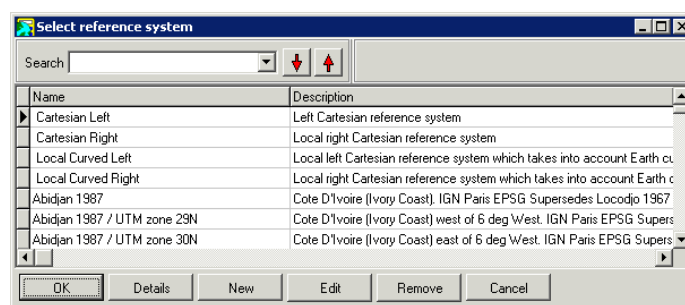 Select reference system
Search
Name Description
Cartesian Left Left Cartesian reference system
Cartesian Right Local right Cartesian reference system
Local Curved Left Local left Cartesian reference system which takes into account Earth cu
Local Curved Right Local right Cartesian reference system which takes into account Earth c
Abidjan 1987 Cote D'Ivoire (Ivory Coast). IGN Paris EPSG Supersedes Locodjo 1967
Abidjan 1987 / UTM zone 29N Cote D'Ivoire (Ivory Coast) west of 6 deg West. IGN Paris EPSG Supers
Abidjan 1987 / UTM zone 30N Cote D'Ivoire (Ivory Coast) east of 6 deg West. IGN Paris EPSG Supers
OK Details New Edit Remove Cancel